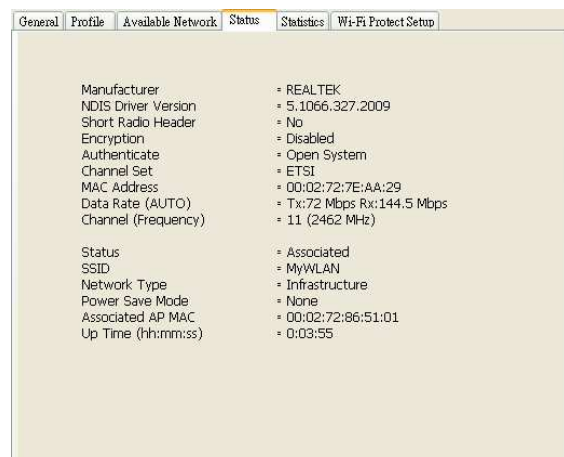 General Profile Available Network Status Statistics Wi-Fi Protect Setup
Manufacturer = REALTEK
NDIS Driver Version = 5.1066.327.2009
Short Radio Header = No
Encryption = Disabled
Authenticate = Open System
Channel Set = ETSI
MAC Address = 00:02:72:7E:AA:29
Data Rate (AUTO) = Tx:72 Mbps Rx:144.5 Mbps
Channel (Frequency) = 11 (2462 MHz)
Status = Associated
SSID = MyWLAN
Network Type = Infrastructure
Power Save Mode = None
Associated AP MAC = 00:02:72:86:51:01
Up Time (hh:mm:ss) = 0:03:55